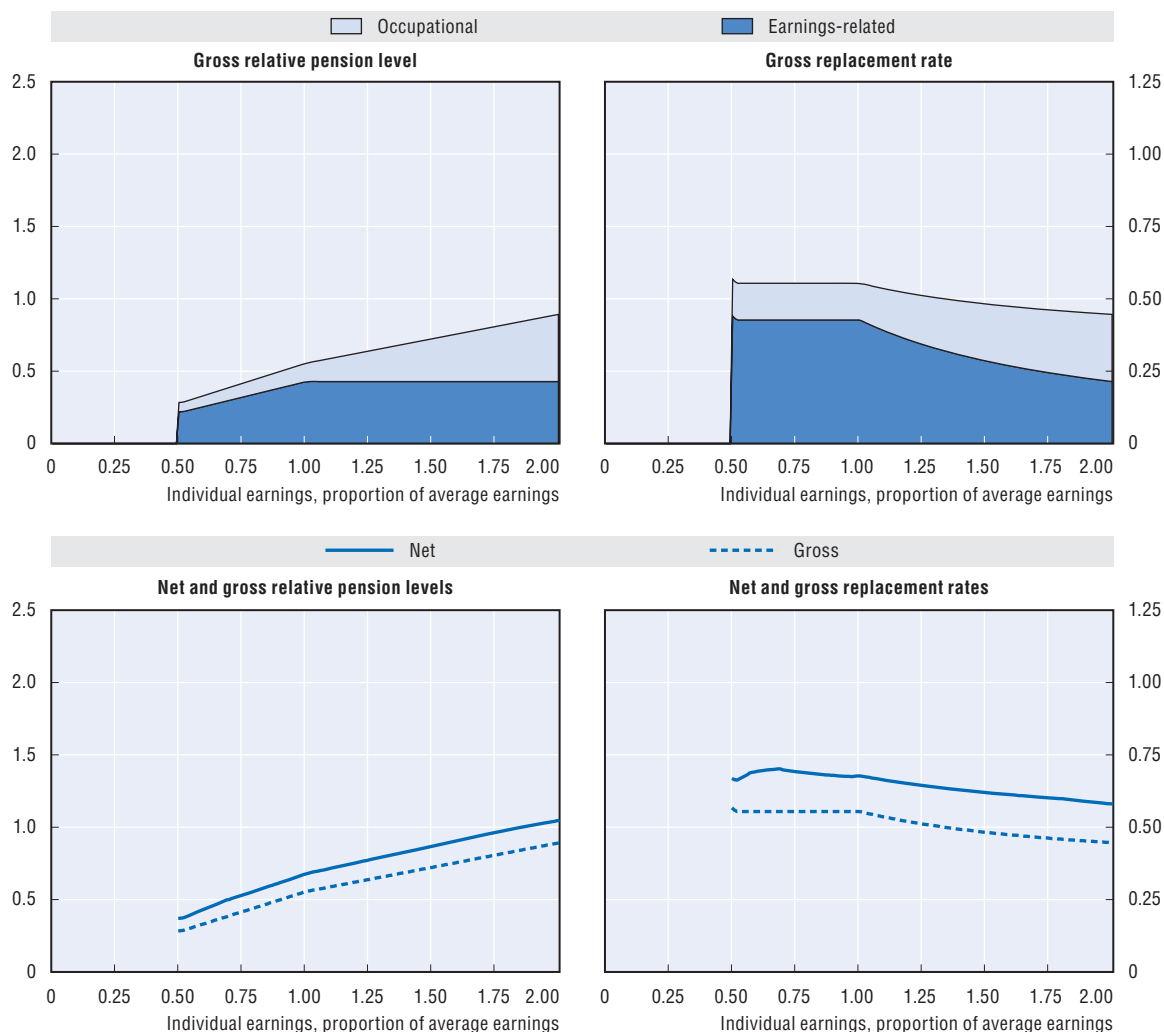 Occupational Earnings-related
Gross relative pension level Gross replacement rate
2.5 1.25
2.0 1.00
1.5 0.75
1.0 0.50
0.5 0.25
0 0
0 0.25 0.50 0.75 1.00 1.25 1.50 1.75 2.00 0 0.25 0.50 0.75 1.00 1.25 1.50 1.75 2.00
Individual earnings, proportion of average earnings Individual earnings, proportion of average earnings
Net Gross
Net and gross relative pension levels Net and gross replacement rates
2.5 1.25
2.0 1.00
1.5 0.75
1.0 0.50
0.5 0.25
0 0
0 0.25 0.50 0.75 1.00 1.25 1.50 1.75 2.00 0 0.25 0.50 0.75 1.00 1.25 1.50 1.75 2.00
Individual earnings, proportion of average earnings Individual earnings, proportion of average earnings